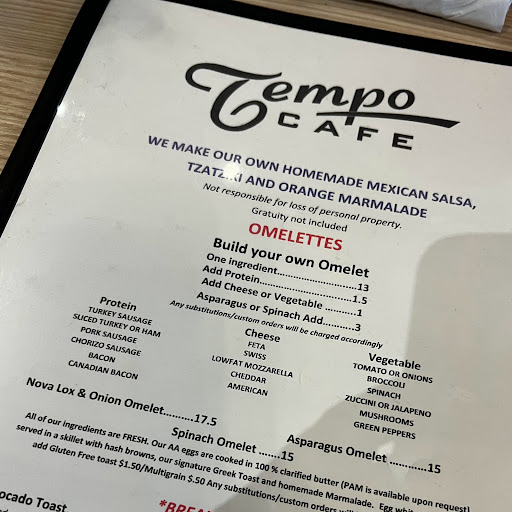 Tempo
CAFE
WE MAKE OUR OWN HOMEMADE MEXICAN SALSA,
TZATZIKI AND ORANGE MARMALADE
Not responsible for loss of personal property.
Gratuity not included
OMELETTES
Build your own Omelet
One ingredient..............................13
Add Protein.............................1.5
Add Cheese or Vegetable ...........1
Asparagus or Spinach Add..........3
Any substitutions/custom orders will be charged accordingly
Protein
TURKEY SAUSAGE
SLICED TURKEY OR HAM
PORK SAUSAGE
CHORIZO SAUSAGE
BACON
CANADIAN BACON
Cheese
FETA
SWISS
LOWFAT MOZZARELLA
CHEDDAR
AMERICAN
Vegetable
TOMATO OR ONIONS
BROCCOLI
SPINACH
ZUCCINI OR JALAPENO
MUSHROOMS
GREEN PEPPERS
Nova Lox & Onion Omelet..........17.5
Spinach Omelet ......15
Asparagus Omelet ...........15
All of our ingredients are FRESH. Our AA eggs are cooked in 100 % clarified butter (PAM is available upon request)
served in a skillet with hash browns, our signature Greek Toast and homemade Marmalade. Egg
add Gluten Free toast $1.50/Multigrain $.50 Any substitutions/custom orders will
ocado Toast